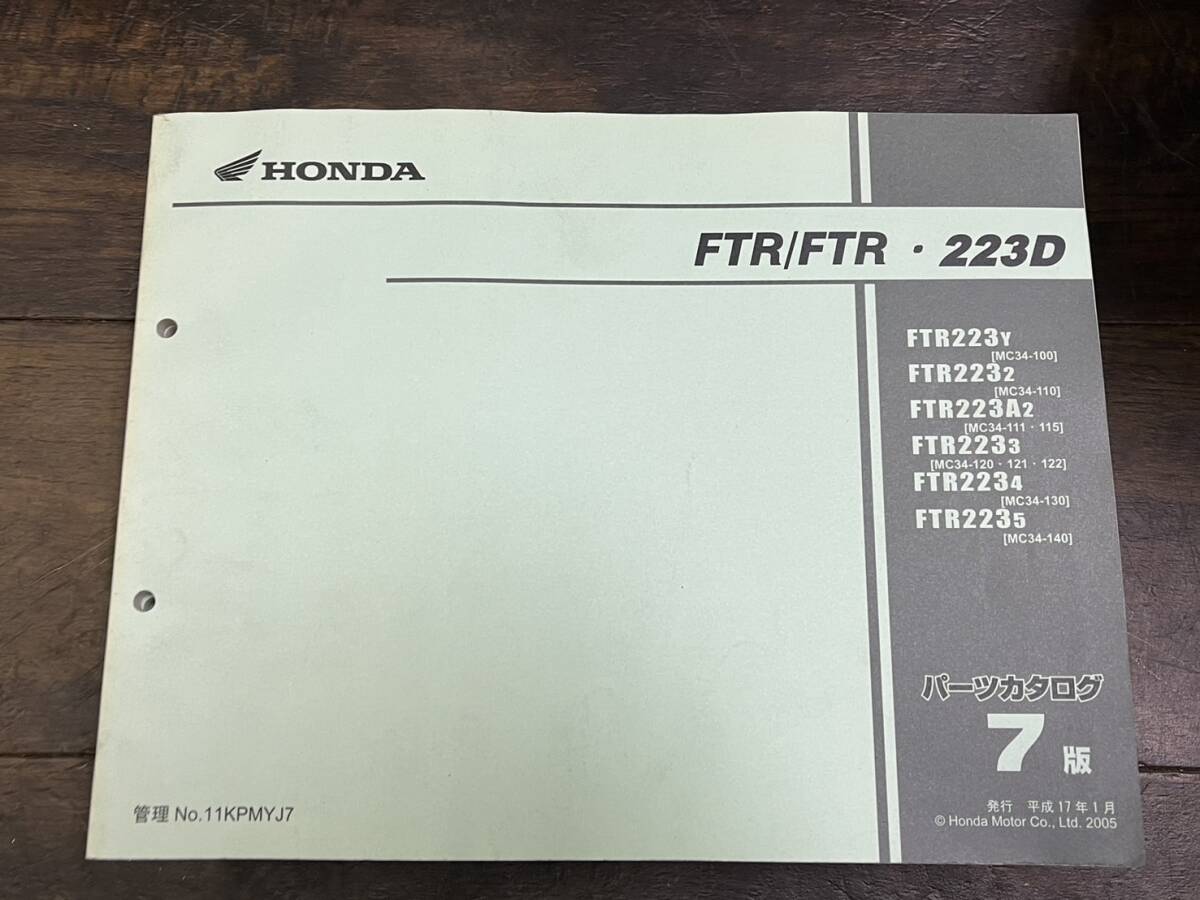 HONDA
FTR/FTR・223D
FTR223Y
[MC34-100]
FTR2232
[MC34-110]
FTR223A2
[MC34-111・115]
FTR2233
[MC34-120・121・122]
FTR2234
[MC34-130]
FTR2235
[MC34-140]
パーツカタログ
7版
発行 平成17年1月
© Honda Motor Co., Ltd. 2005
管理 No.11KPMYJ7